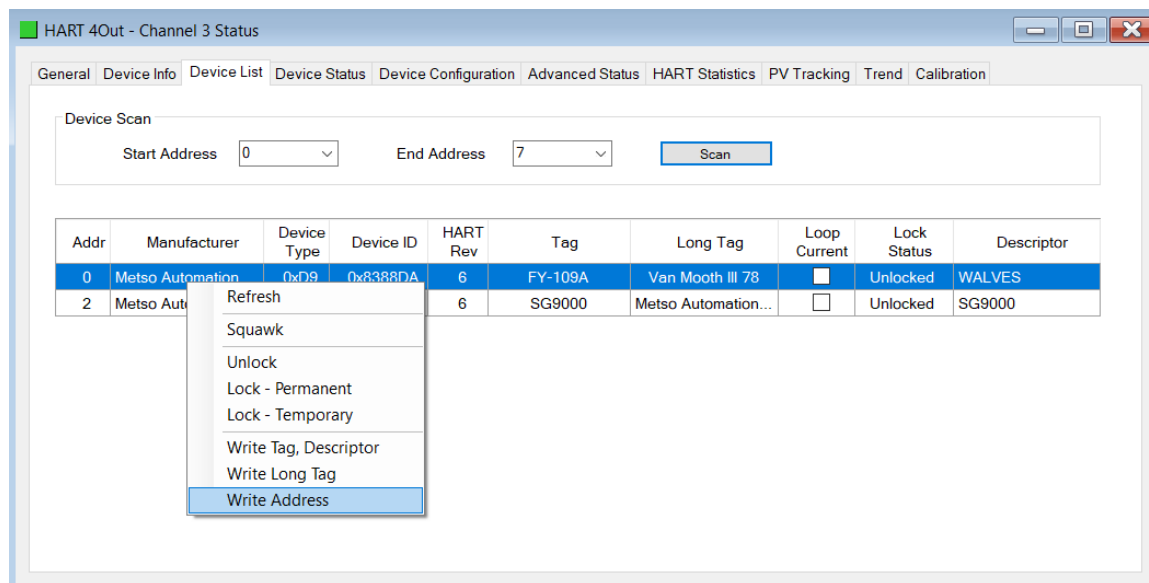 HART 4Out - Channel 3 Status
General Device Info Device List Device Status Device Configuration Advanced Status HART Statistics PV Tracking Trend Calibration
Device Scan
Start Address 0 End Address 7 Scan
Addr Manufacturer Device Type Device ID HART Rev Tag Long Tag Loop Current Lock Status Descriptor
0 Metso Automation 0xD9 0x8388DA 6 FY-109A Van Mooth III 78 Unlocked WALVES
2 Metso Aut 6 SG9000 Metso Automation... Unlocked SG9000
Refresh
Squawk
Unlock
Lock - Permanent
Lock - Temporary
Write Tag, Descriptor
Write Long Tag
Write Address